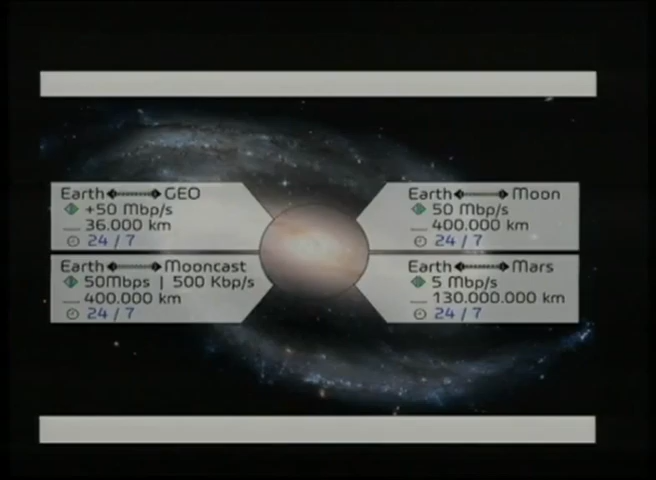 Earth GEO
+50 Mbp/s
36.000 km
24 / 7
Earth Moon
50 Mbp/s
400.000 km
24 / 7
Earth Mooncast
50Mbps | 500 Kbp/s
400.000 km
24 / 7
Earth Mars
5 Mbp/s
130.000.000 km
24 / 7